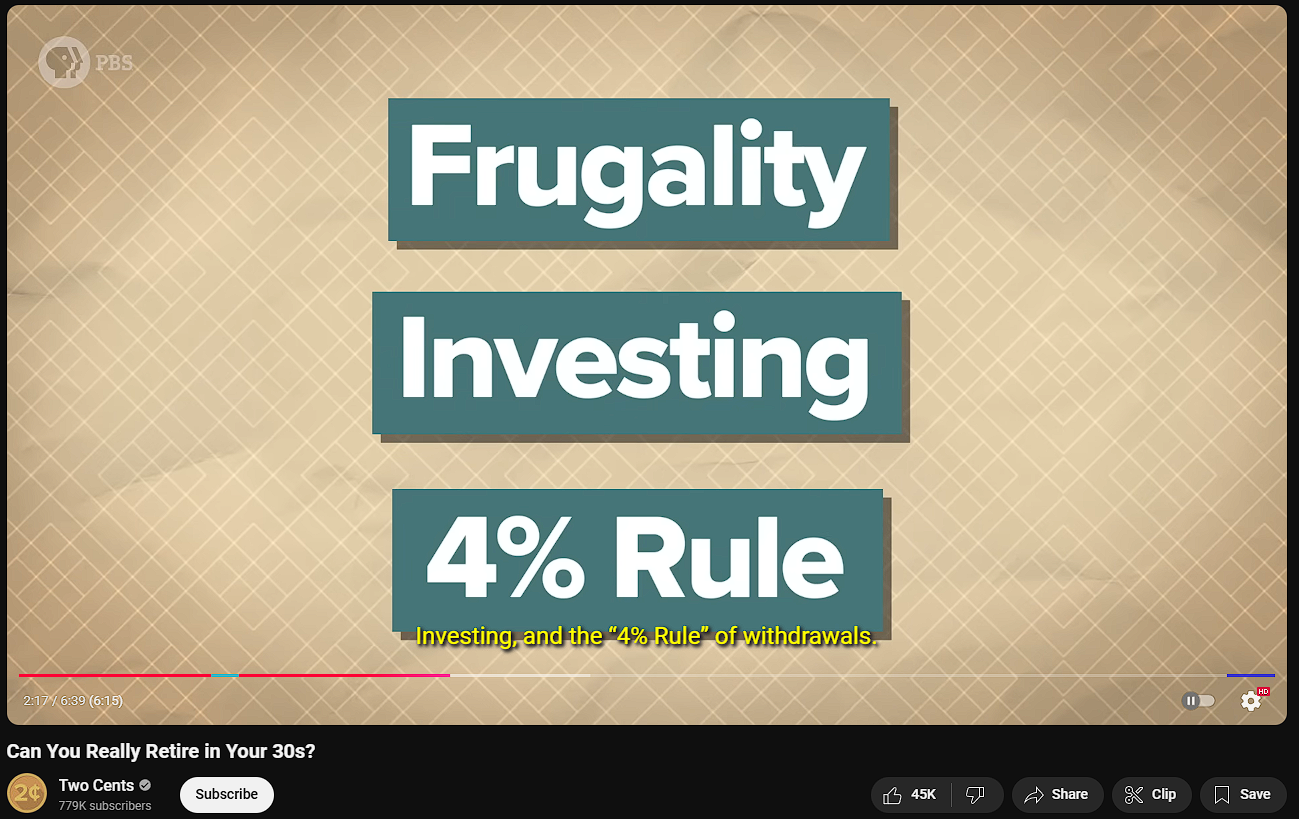 PBS
Frugality
Investing
4% Rule
Investing, and the “4% Rule” of withdrawals.
2:17 / 6:39 (6:15)
HD
Can You Really Retire in Your 30s?
2¢
Two Cents
779K subscribers
Subscribe
45K
Share
Clip
Save